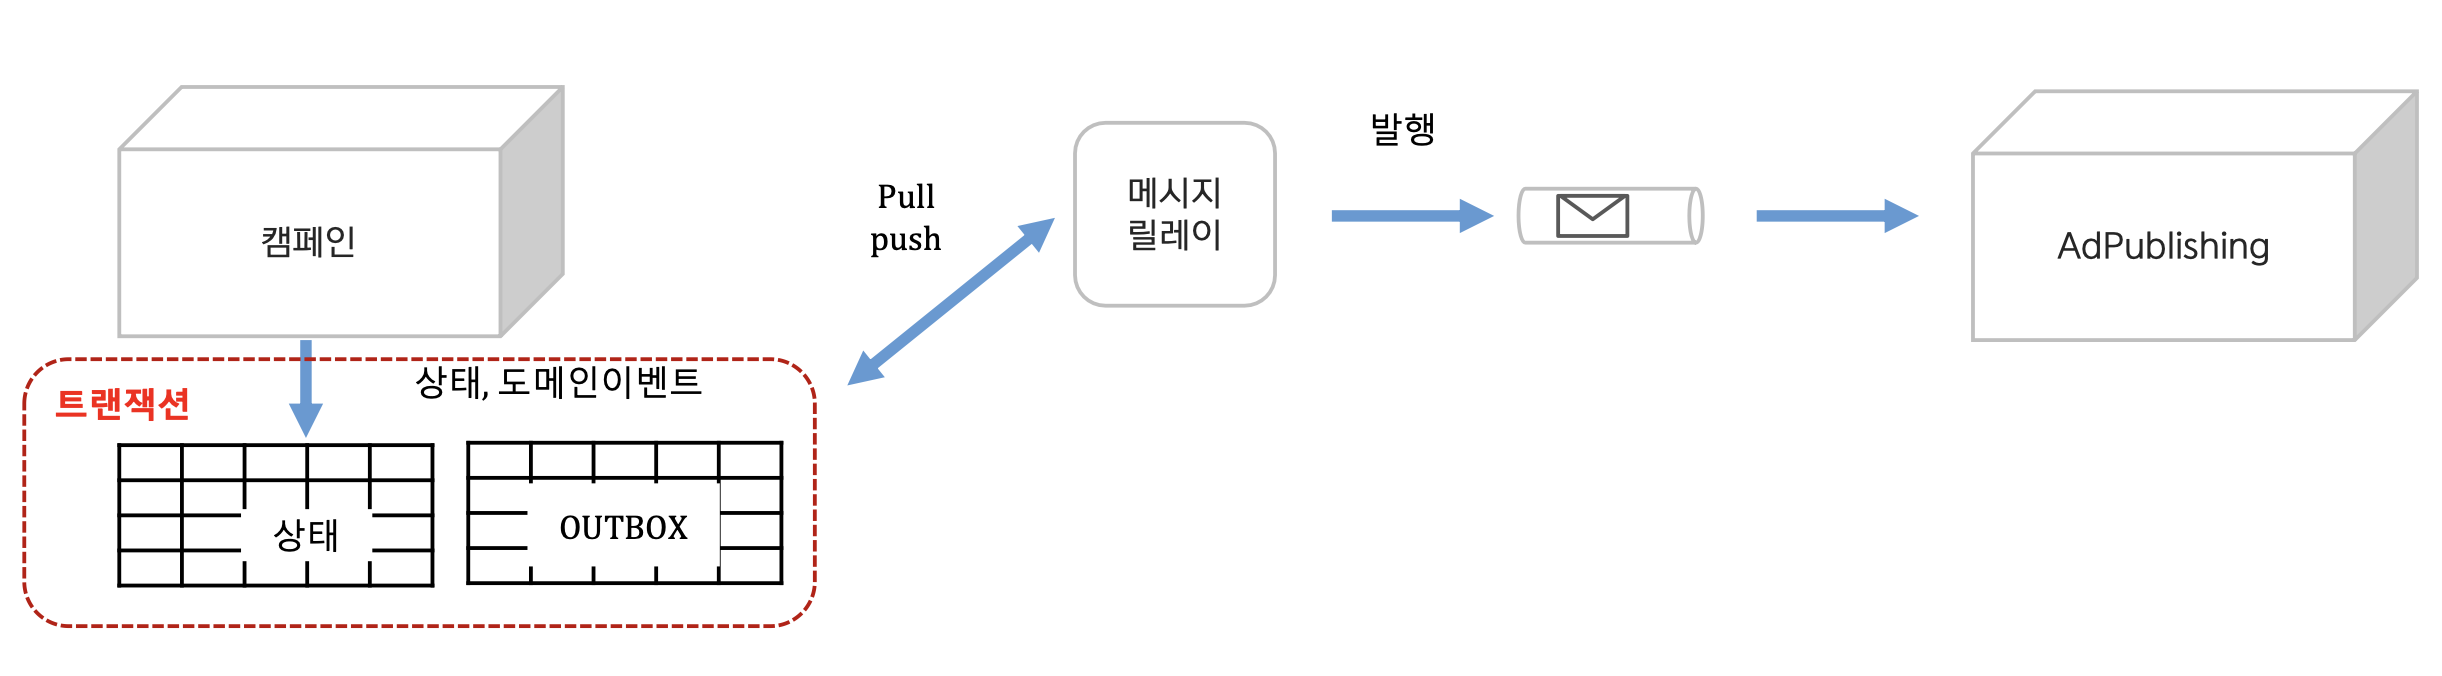 캠페인
트랜잭션
상태, 도메인이벤트
상태
OUTBOX
Pull
push
메시지
릴레이
발행
AdPublishing